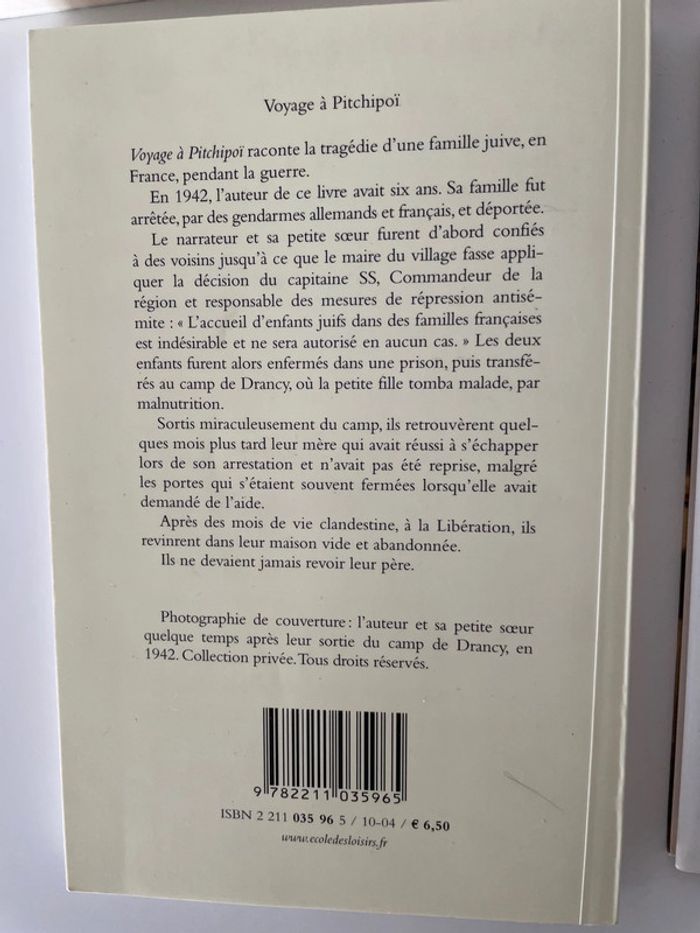 Voyage à Pitchipoï
Voyage à Pitchipoï raconte la tragédie d'une famille juive, en
France, pendant la guerre.
En 1942, l'auteur de ce livre avait six ans. Sa famille fut
arrêtée, par des gendarmes allemands et français, et déportée.
Le narrateur et sa petite sœur furent d'abord confiés
à des voisins jusqu'à ce que le maire du village fasse appli-
quer la décision du capitaine SS, Commandeur de la
région et responsable des mesures de répression antisé-
mite : « L'accueil d'enfants juifs dans des familles françaises
est indésirable et ne sera autorisé en aucun cas. » Les deux
enfants furent alors enfermés dans une prison, puis transfé-
rés au camp de Drancy, où la petite fille tomba malade, par
malnutrition.
Sortis miraculeusement du camp, ils retrouvèrent quel-
ques mois plus tard leur mère qui avait réussi à s'échapper
lors de son arrestation et n'avait pas été reprise, malgré
les portes qui s'étaient souvent fermées lorsqu'elle avait
demandé de l'aide.
Après des mois de vie clandestine, à la Libération, ils
revinrent dans leur maison vide et abandonnée.
Ils ne devaient jamais revoir leur père.
Photographie de couverture : l'auteur et sa petite sœur
quelque temps après leur sortie du camp de Drancy, en
1942. Collection privée. Tous droits réservés.
9 782211 035965
ISBN 2 211 035 96 5 / 10-04 / € 6,50
www.ecoledesloisirs.fr